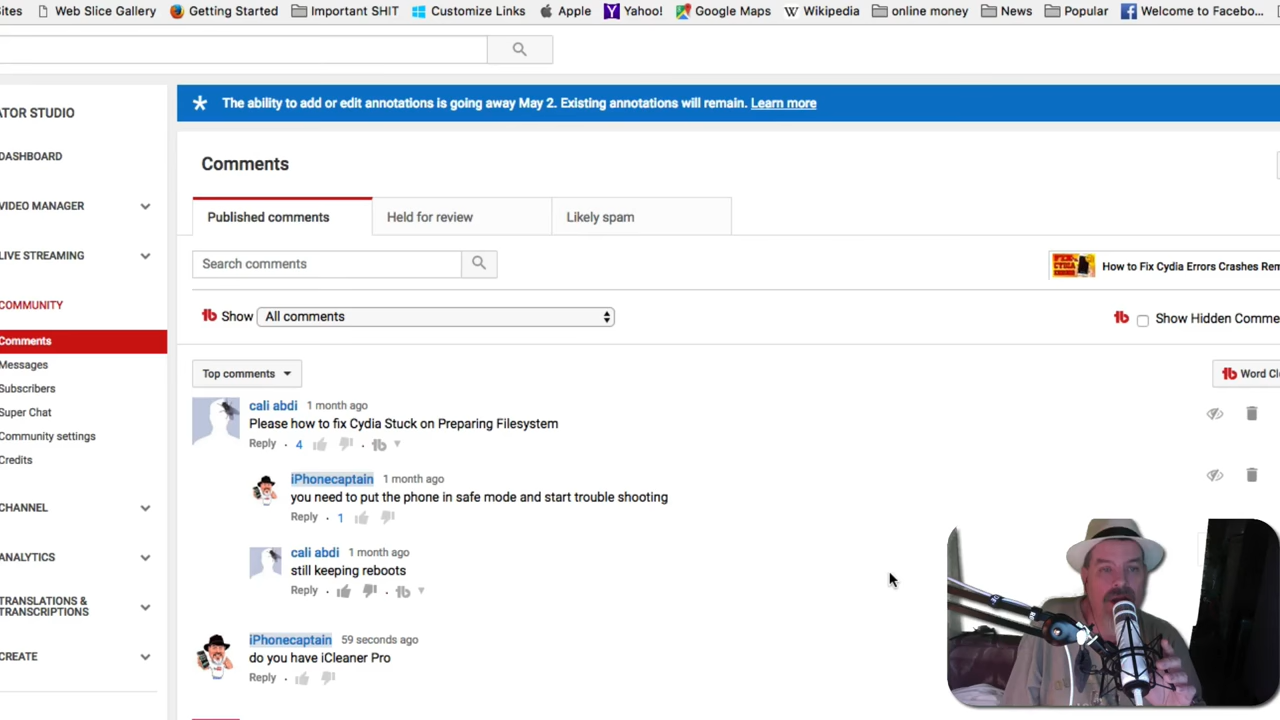 ites Web Slice Gallery Getting Started Important SHIT Customize Links Apple Yahoo! Google Maps Wikipedia online money News Popular Welcome to Facebo...
ATOR STUDIO
The ability to add or edit annotations is going away May 2. Existing annotations will remain. Learn more
DASHBOARD
VIDEO MANAGER
LIVE STREAMING
COMMUNITY
Comments
Messages
Subscribers
Super Chat
Community settings
Credits
CHANNEL
ANALYTICS
TRANSLATIONS &
TRANSCRIPTIONS
CREATE
Comments
Published comments Held for review Likely spam
Search comments
How to Fix Cydia Errors Crashes Rem
tb Show All comments
tb Show Hidden Comme
Top comments
tb Word Cl
cali abdi 1 month ago
Please how to fix Cydia Stuck on Preparing Filesystem
Reply · 4 · tb
iPhonecaptain 1 month ago
you need to put the phone in safe mode and start trouble shooting
Reply · 1
cali abdi 1 month ago
still keeping reboots
Reply · · tb
iPhonecaptain 59 seconds ago
do you have iCleaner Pro
Reply ·